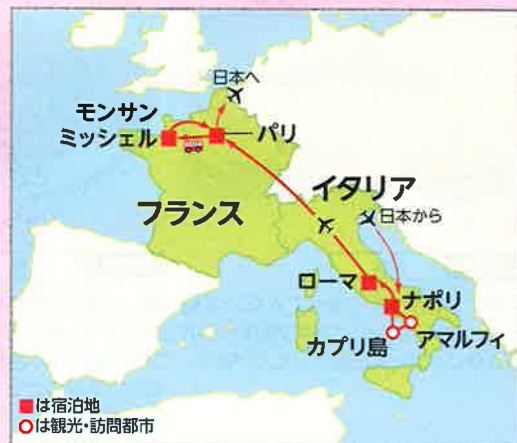 日本へ
モンサン
ミッシェル
パリ
フランス
イタリア
日本から
ローマ
ナポリ
アマルフィ
カプリ島
■は宿泊地
○は観光・訪問都市